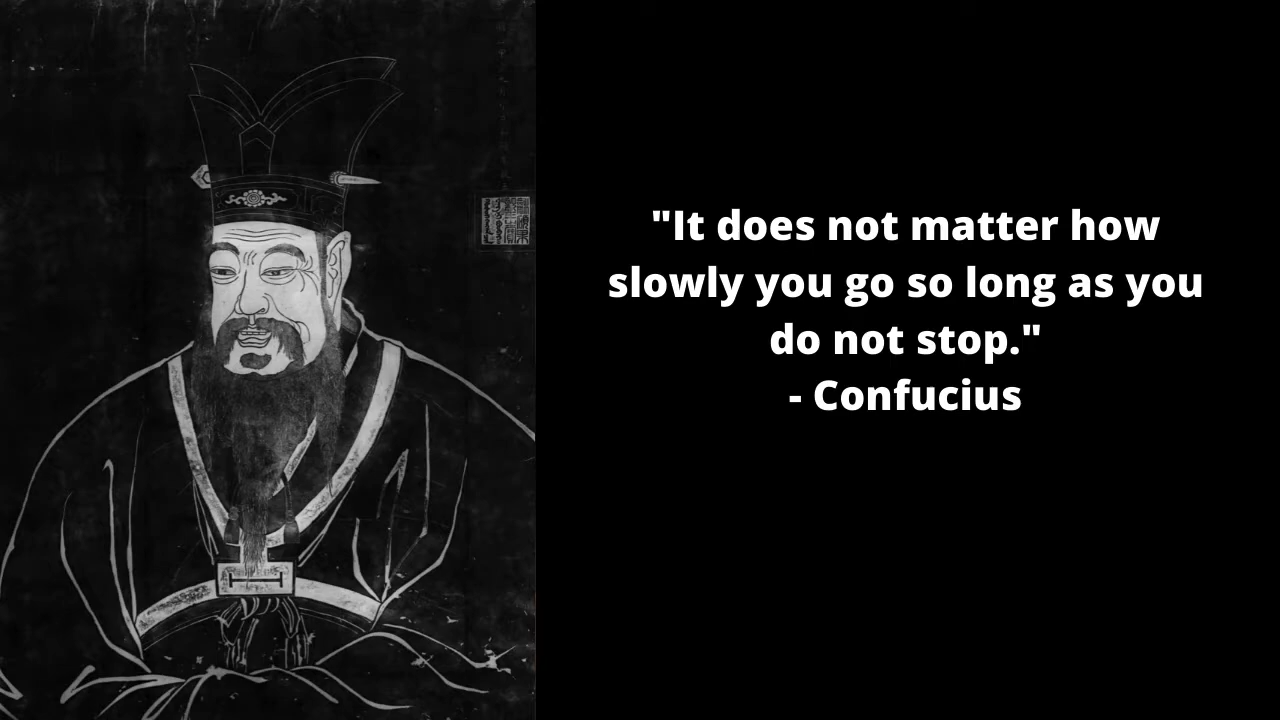 "It does not matter how
slowly you go so long as you
do not stop."
- Confucius